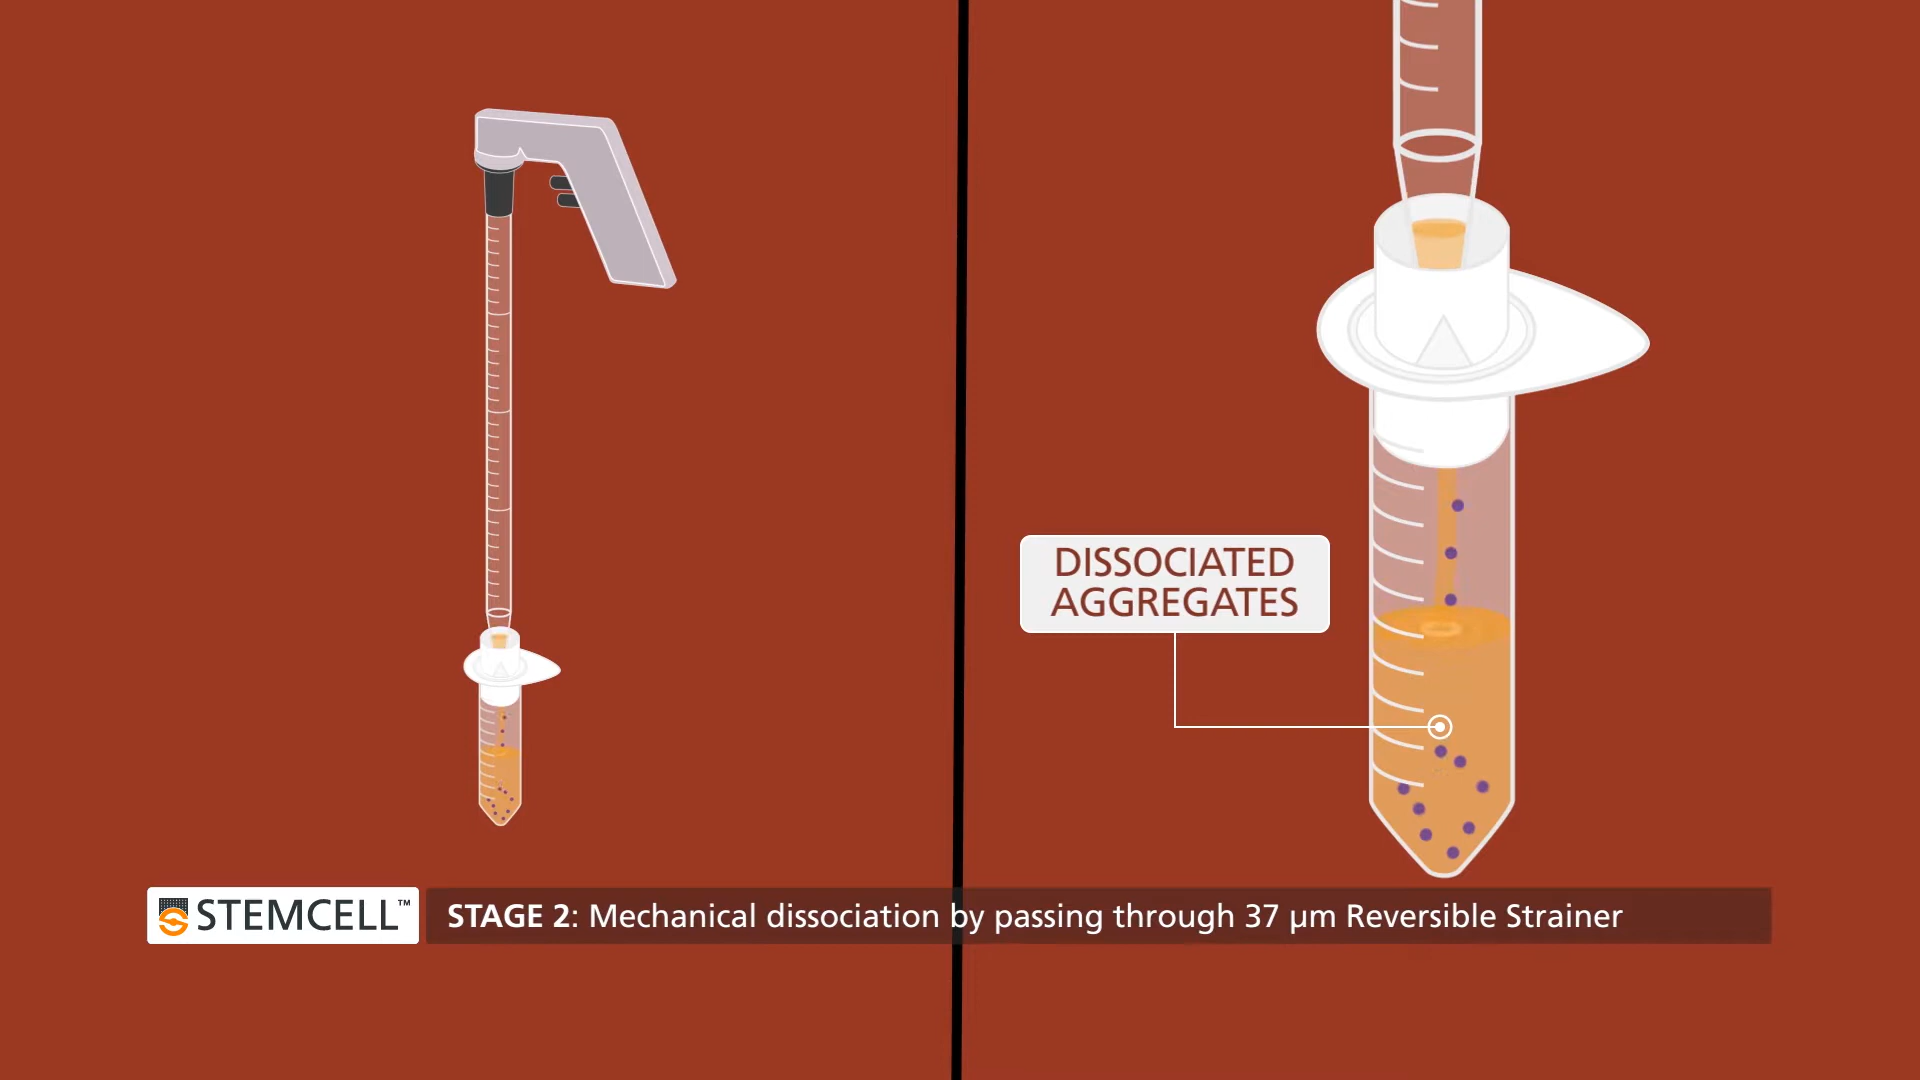 DISSOCIATED
AGGREGATES
STEMCELL™
STAGE 2: Mechanical dissociation by passing through 37 µm Reversible Strainer